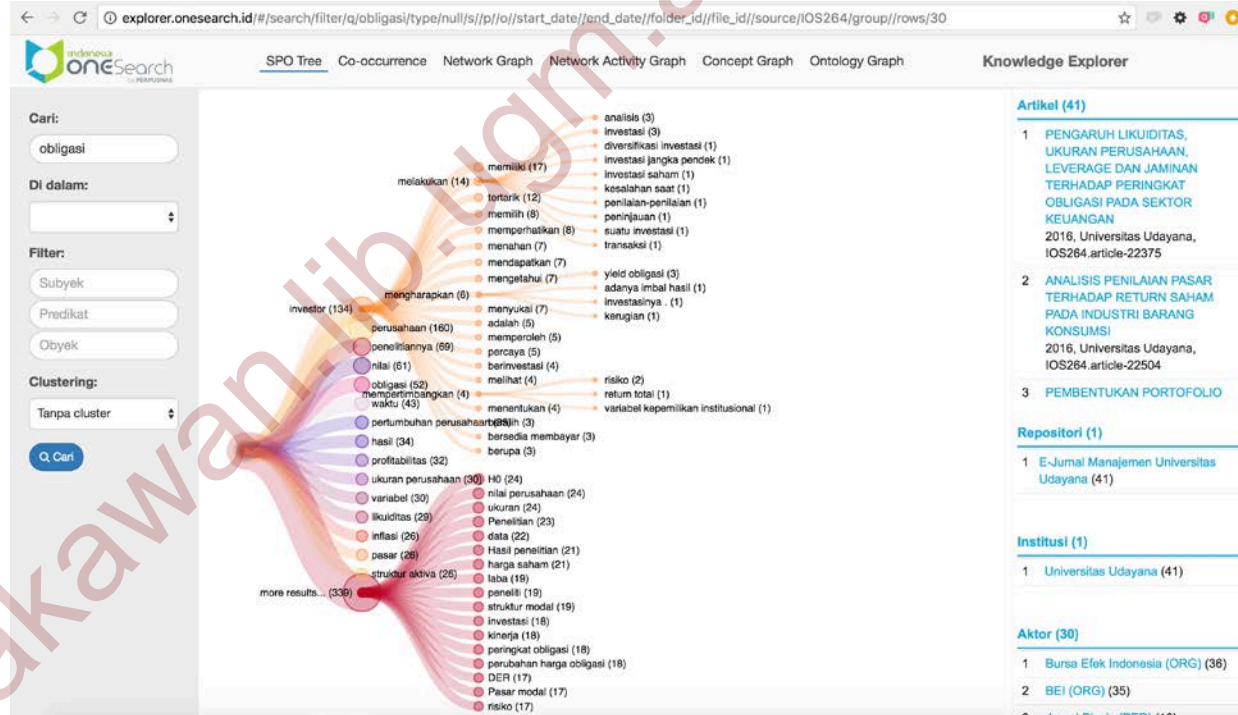 explorer.onesearch.id/#/search/filter/q/obligasi/type/null/s//p//o//start_date//end_date//folder_id//file_id//source/IOS264/group//rows/30
indonesia
oneSearch
by PERPUSNAS
SPO Tree Co-occurrence Network Graph Network Activity Graph Concept Graph Ontology Graph
Knowledge Explorer
Cari:
obligasi
Di dalam:
Filter:
Subyek
Predikat
Obyek
Clustering:
Tanpa cluster
Cari
investor (134)
perusahaan (160)
penelitiannya (69)
nilai (61)
obligasi (52)
waktu (43)
pertumbuhan perusahaan (35)
hasil (34)
profitabilitas (32)
ukuran perusahaan (30)
variabel (30)
likuiditas (29)
inflasi (26)
pasar (26)
struktur aktiva (26)
more results... (339)
memiliki (17)
melakukan (14)
tertarik (12)
memilih (8)
memperhatikan (8)
menahan (7)
mendapatkan (7)
mengetahui (7)
mengharapkan (6)
menyukai (7)
adalah (5)
memperoleh (5)
percaya (5)
berinvestasi (4)
melihat (4)
mempertimbangkan (4)
menentukan (4)
bersedia membayar (3)
berupa (3)
analisis (3)
investasi (3)
diversifikasi investasi (1)
investasi jangka pendek (1)
investasi saham (1)
kesalahan saat (1)
penilaian-penilaian (1)
peninjauan (1)
suatu investasi (1)
transaksi (1)
yield obligasi (3)
adanya imbal hasil (1)
investasinya . (1)
kerugian (1)
risiko (2)
return total (1)
variabel kepemilikan institusional (1)
H0 (24)
nilai perusahaan (24)
ukuran (24)
Penelitian (23)
data (22)
Hasil penelitian (21)
harga saham (21)
laba (19)
peneliti (19)
struktur modal (19)
investasi (18)
kinerja (18)
peringkat obligasi (18)
perubahan harga obligasi (18)
DER (17)
Pasar modal (17)
risiko (17)
Artikel (41)
1 PENGARUH LIKUIDITAS,
UKURAN PERUSAHAAN,
LEVERAGE DAN JAMINAN
TERHADAP PERINGKAT
OBLIGASI PADA SEKTOR
KEUANGAN
2016, Universitas Udayana,
IOS264.article-22375
2 ANALISIS PENILAIAN PASAR
TERHADAP RETURN SAHAM
PADA INDUSTRI BARANG
KONSUMSI
2016, Universitas Udayana,
IOS264.article-22504
3 PEMBENTUKAN PORTOFOLIO
Repositori (1)
1 E-Jurnal Manajemen Universitas
Udayana (41)
Institusi (1)
1 Universitas Udayana (41)
Aktor (30)
1 Bursa Efek Indonesia (ORG) (36)
2 BEI (ORG) (35)